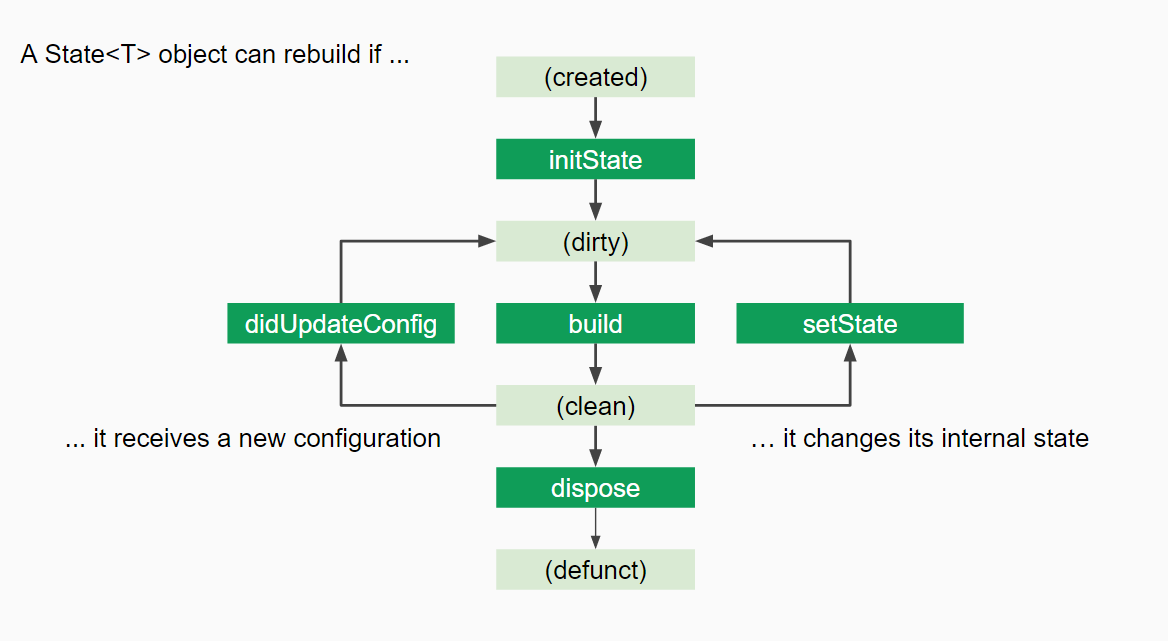 A State<T> object can rebuild if ...
(created)
initState
(dirty)
didUpdateConfig
build
setState
(clean)
... it receives a new configuration
… it changes its internal state
dispose
(defunct)